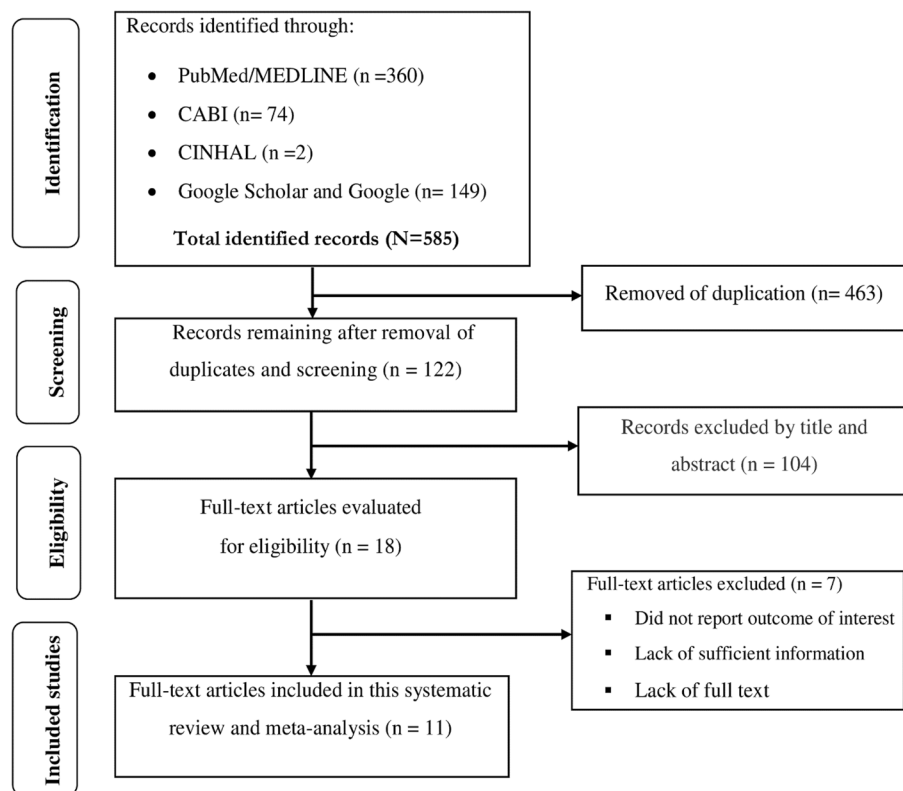 Identification
Records identified through:
• PubMed/MEDLINE (n =360)
• CABI (n= 74)
• CINHAL (n =2)
• Google Scholar and Google (n= 149)
Total identified records (N=585)
Removed of duplication (n= 463)
Screening
Records remaining after removal of
duplicates and screening (n = 122)
Records excluded by title and
abstract (n = 104)
Eligibility
Full-text articles evaluated
for eligibility (n = 18)
Full-text articles excluded (n = 7)
▪ Did not report outcome of interest
▪ Lack of sufficient information
▪ Lack of full text
Included studies
Full-text articles included in this systematic
review and meta-analysis (n = 11)